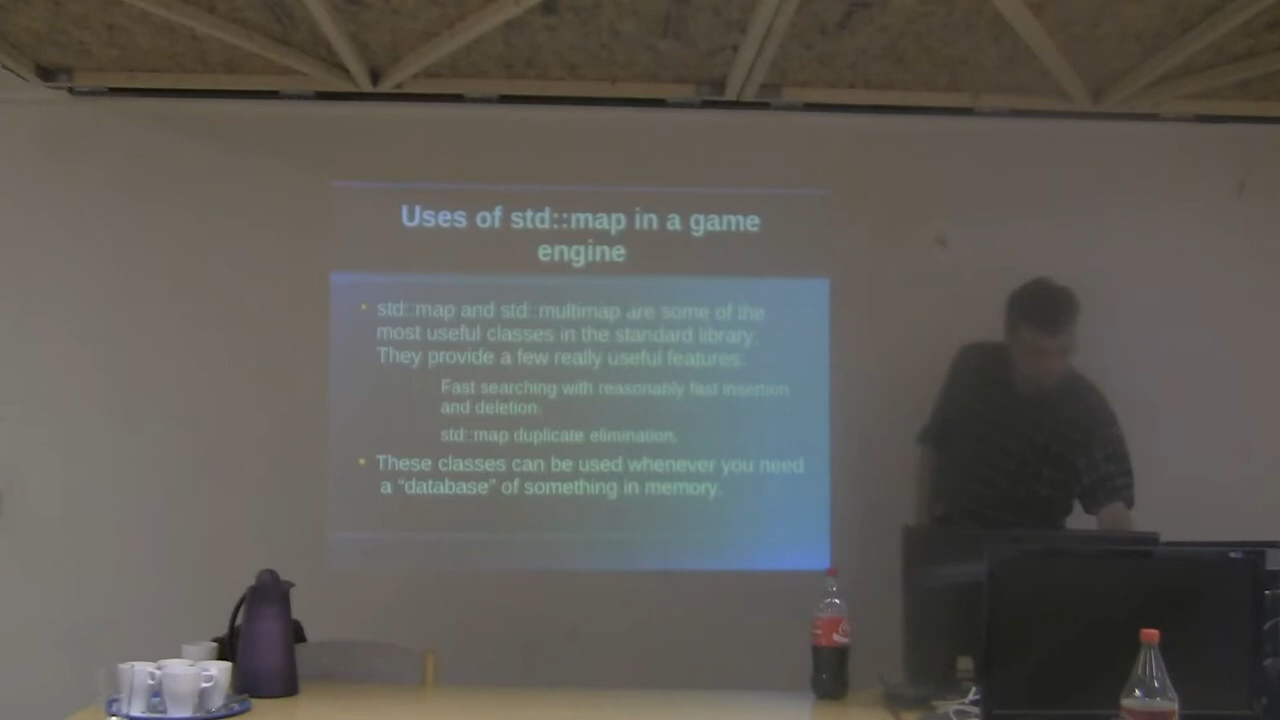 Uses of std::map in a game
engine
• std::map and std::multimap are some of the
most useful classes in the standard library.
They provide a few really useful features:
Fast searching with reasonably fast insertion
and deletion.
std::map duplicate elimination.
• These classes can be used whenever you need
a “database” of something in memory.